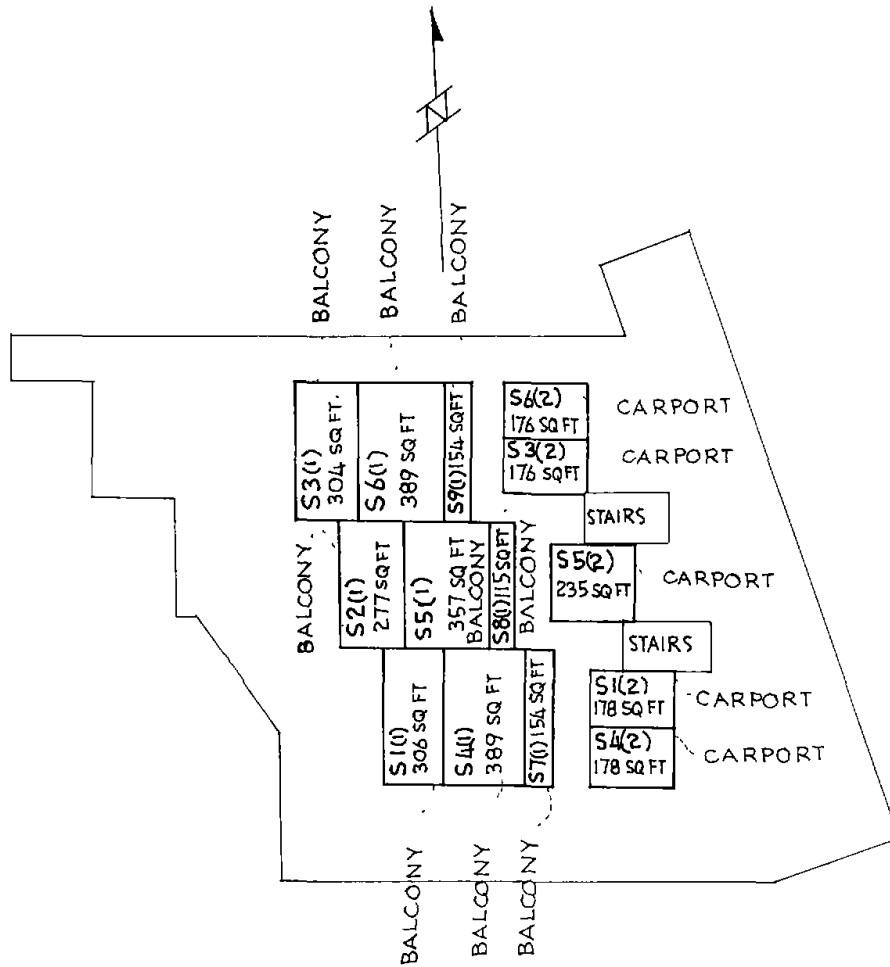 BALCONY
BALCONY
BALCONY
S3(1)
304 SQ FT.
S6(1)
389 SQ FT
S9(1) 154 SQFT
S6(2)
176 SQ FT
CARPORT
S3(2)
176 SQ FT
CARPORT
STAIRS
BALCONY
S2(1)
277 SQ FT
S5(1)
357 SQ FT
BALCONY
S8(1) 115 SQ FT
BALCONY
S5(2)
235 SQ FT
CARPORT
STAIRS
S1(1)
306 SQ FT
S4(1)
389 SQ FT
S7(1) 154 SQ FT
S1(2)
178 SQ FT
CARPORT
S4(2)
178 SQ FT
CARPORT
BALCONY
BALCONY
BALCONY